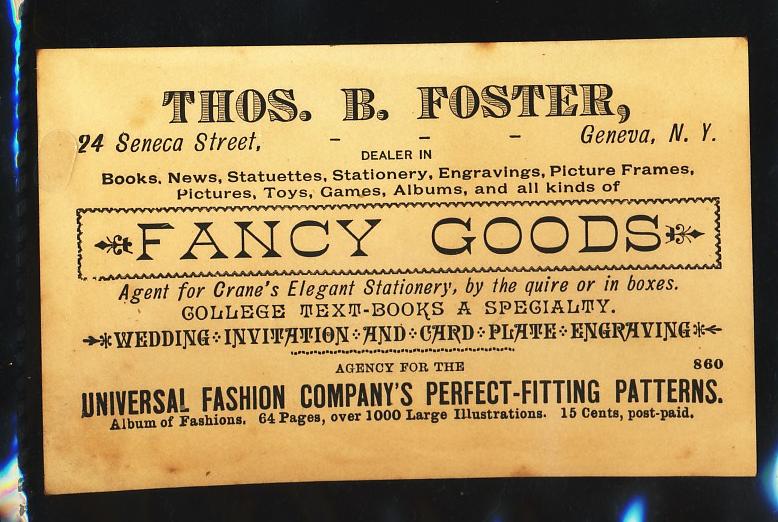 THOS. B. FOSTER,
24 Seneca Street, - - - Geneva, N. Y.
DEALER IN
Books, News, Statuettes, Stationery, Engravings, Picture Frames,
Pictures, Toys, Games, Albums, and all kinds of
FANCY GOODS
Agent for Crane's Elegant Stationery, by the quire or in boxes.
COLLEGE TEXT-BOOKS A SPECIALTY.
WEDDING INVITATION AND CARD PLATE ENGRAVING
AGENCY FOR THE 860
UNIVERSAL FASHION COMPANY'S PERFECT-FITTING PATTERNS.
Album of Fashions. 64 Pages, over 1000 Large Illustrations. 15 Cents, post-paid.